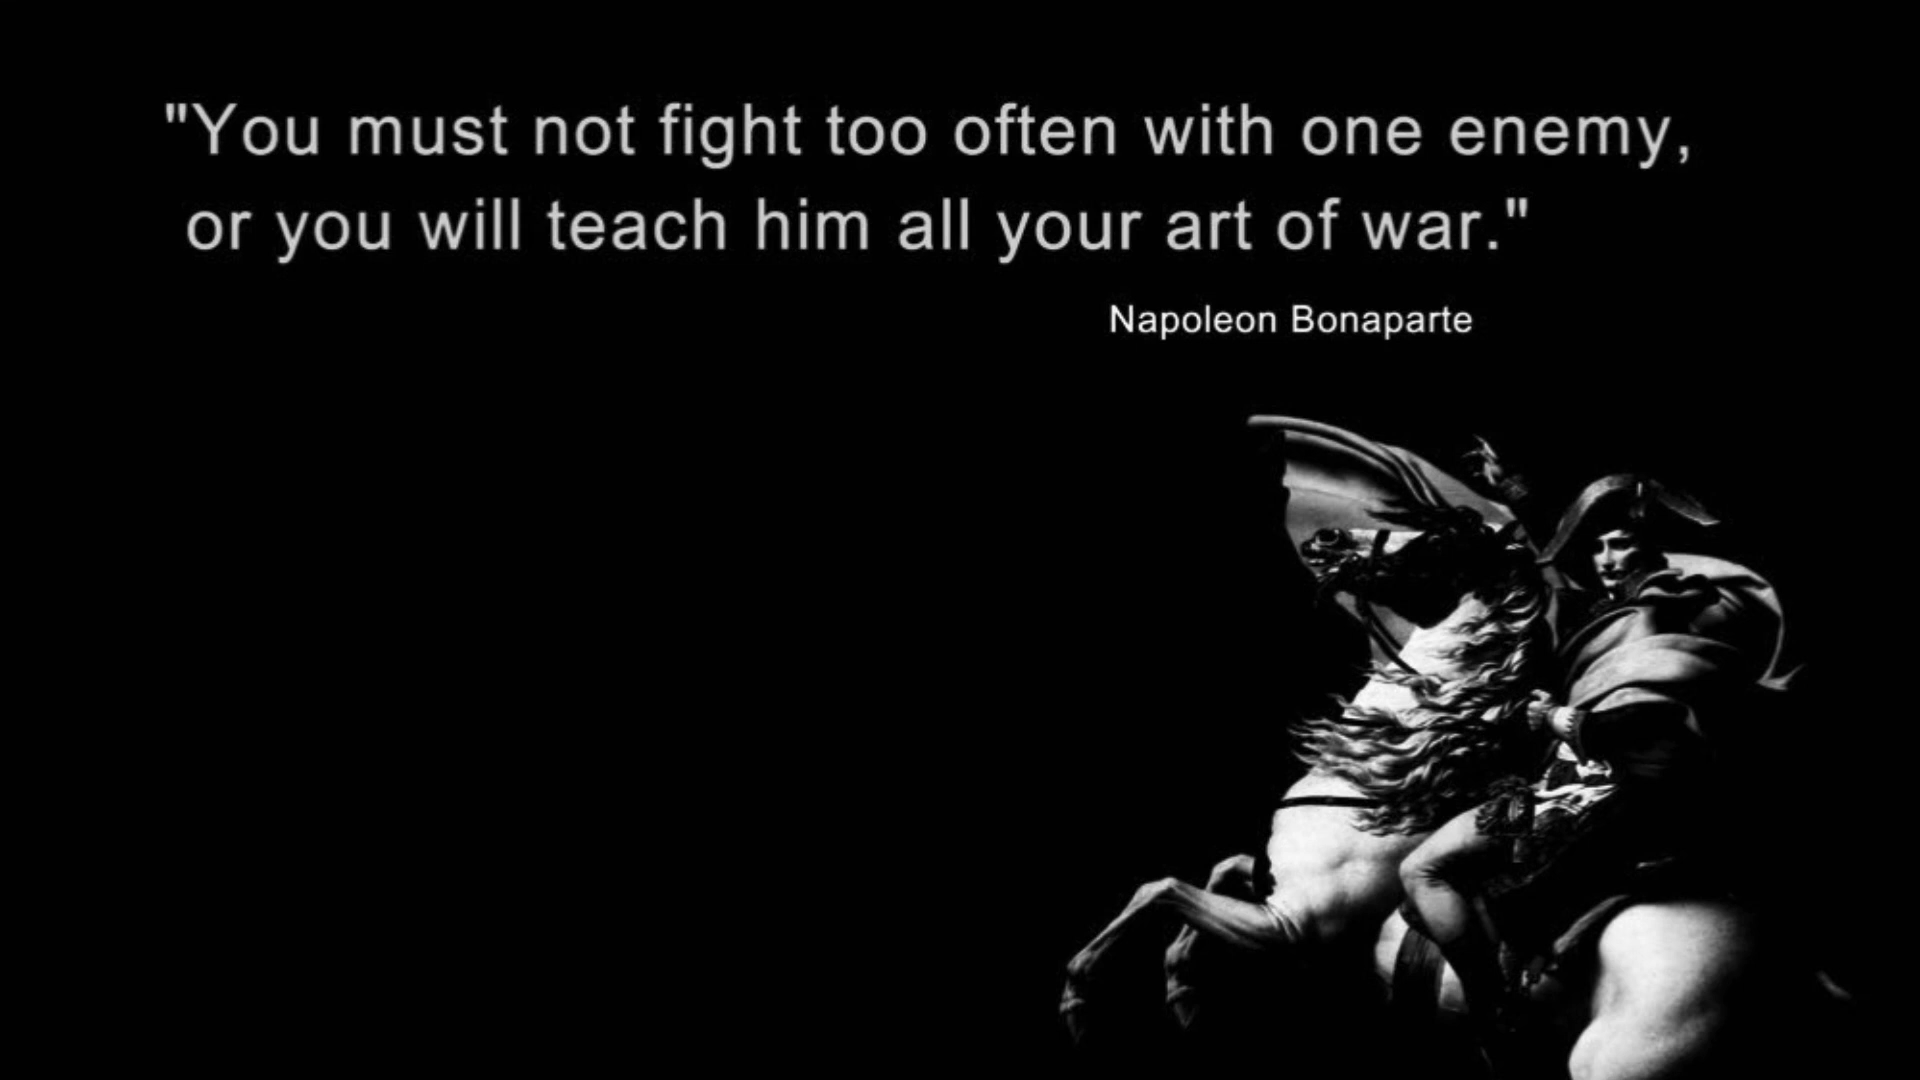 "You must not fight too often with one enemy,
or you will teach him all your art of war."
Napoleon Bonaparte